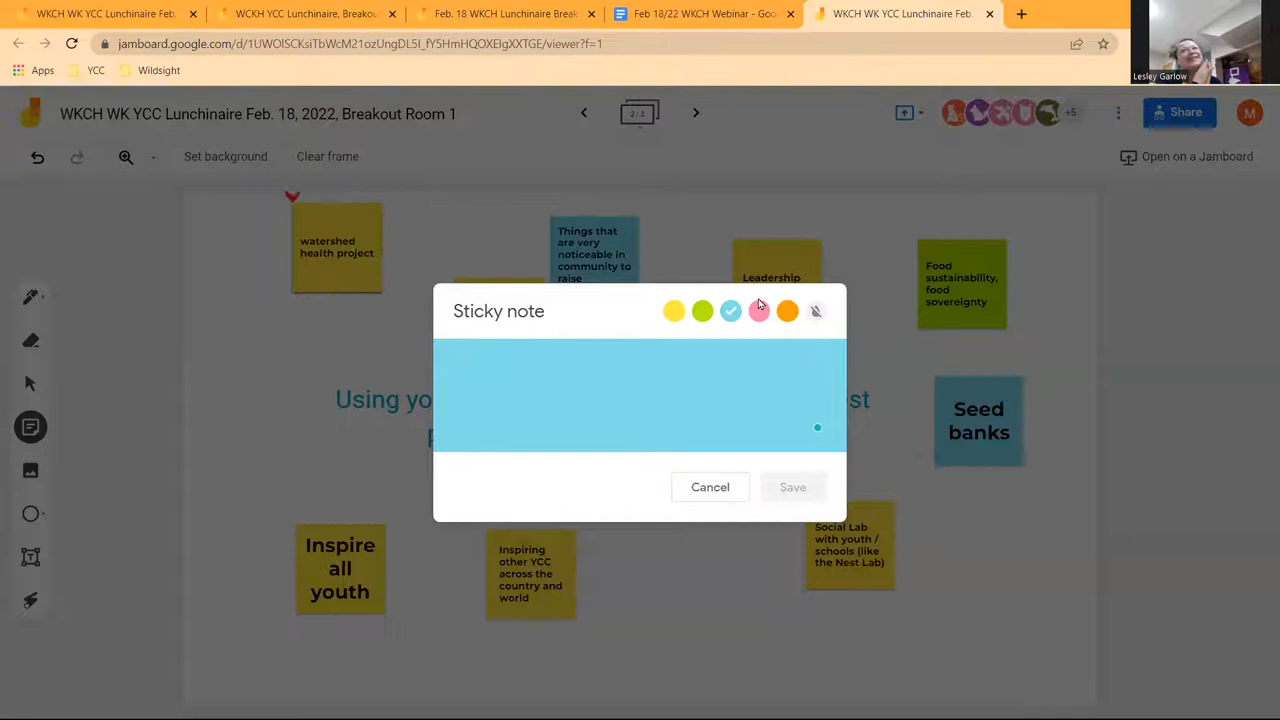 WKCH WK YCC Lunchinaire Feb.
WCKH YCC Lunchinaire, Breakout
Feb. 18 WKCH Lunchinaire Break
Feb 18/22 WKCH Webinar - Goo
WKCH WK YCC Lunchinaire Feb.
jamboard.google.com/d/1UWOlSCKsiTbWcM21ozUngDL5I_fY5HmHQOXEIgXXTGE/viewer?f=1
Apps
YCC
Wildsight
Lesley Garlow
WKCH WK YCC Lunchinaire Feb. 18, 2022, Breakout Room 1
2 / 3
+5
Share
M
Set background
Clear frame
Open on a Jamboard
watershed
health project
Things that
are very
noticeable in
community to
raise
Leadership
Food
sustainability,
food
sovereignty
Sticky note
Using yo
est
Seed
banks
Cancel
Save
Inspire
all
youth
Inspiring
other YCC
across the
country and
world
Social Lab
with youth /
schools (like
the Nest Lab)